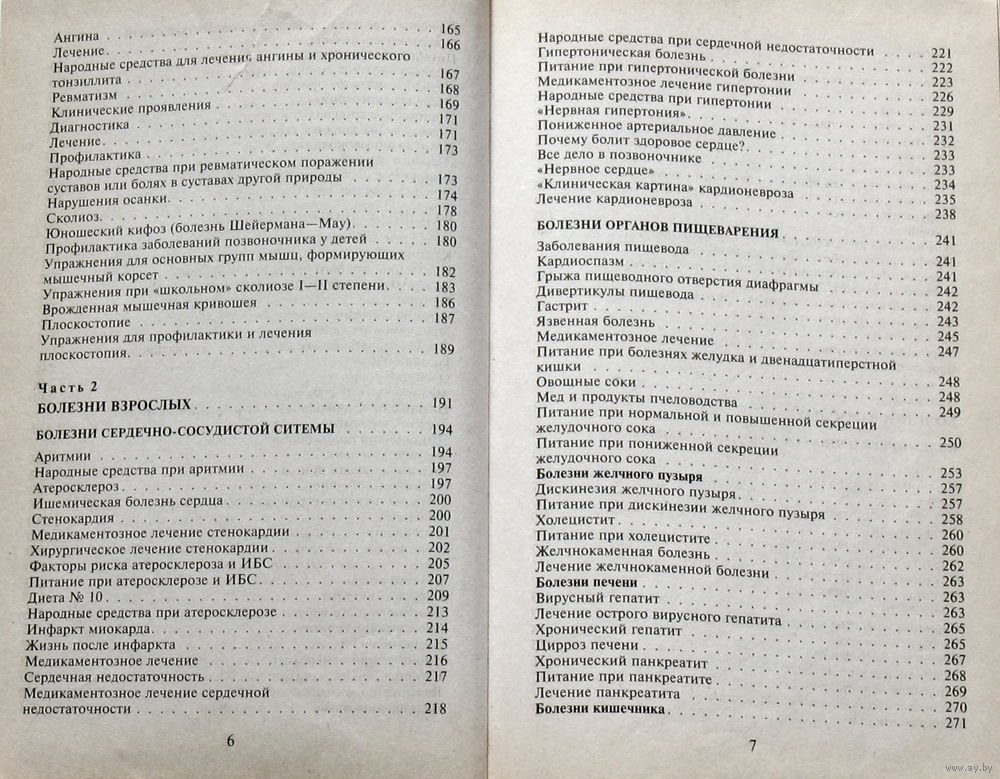 Ангина . . . 165
Лечение . . . 166
Народные средства для лечения ангины и хронического
тонзиллита . . . 167
Ревматизм . . . 168
Клинические проявления . . . 169
Диагностика . . . 171
Лечение . . . 171
Профилактика . . . 173
Народные средства при ревматическом поражении
суставов или болях в суставах другой природы . . . 173
Нарушения осанки . . . 174
Сколиоз . . . 178
Юношеский кифоз (болезнь Шейермана—Мау) . . . 180
Профилактика заболеваний позвоночника у детей . . . 180
Упражнения для основных групп мышц, формирующих
мышечный корсет . . . 182
Упражнения при «школьном» сколиозе I—II степени . . . 183
Врожденная мышечная кривошея . . . 186
Плоскостопие . . . 187
Упражнения для профилактики и лечения
плоскостопия . . . 189
Часть 2
БОЛЕЗНИ ВЗРОСЛЫХ . . . 191
БОЛЕЗНИ СЕРДЕЧНО-СОСУДИСТОЙ СИТЕМЫ . . . 194
Аритмии . . . 194
Народные средства при аритмии . . . 197
Атеросклероз . . . 197
Ишемическая болезнь сердца . . . 200
Стенокардия . . . 200
Медикаментозное лечение стенокардии . . . 201
Хирургическое лечение стенокардии . . . 202
Факторы риска атеросклероза и ИБС . . . 205
Питание при атеросклерозе и ИБС . . . 207
Диета № 10 . . . 209
Народные средства при атеросклерозе . . . 213
Инфаркт миокарда . . . 214
Жизнь после инфаркта . . . 215
Медикаментозное лечение . . . 216
Сердечная недостаточность . . . 217
Медикаментозное лечение сердечной
недостаточности . . . 218
6
Народные средства при сердечной недостаточности . . . 221
Гипертоническая болезнь . . . 222
Питание при гипертонической болезни . . . 223
Медикаментозное лечение гипертонии . . . 226
Народные средства при гипертонии . . . 229
«Нервная гипертония» . . . 231
Пониженное артериальное давление . . . 232
Почему болит здоровое сердце? . . . 233
Все дело в позвоночнике . . . 233
«Нервное сердце» . . . 234
«Клиническая картина» кардионевроза . . . 235
Лечение кардионевроза . . . 238
БОЛЕЗНИ ОРГАНОВ ПИЩЕВАРЕНИЯ . . . 241
Заболевания пищевода . . . 241
Кардиоспазм . . . 241
Грыжа пищеводного отверстия диафрагмы . . . 242
Дивертикулы пищевода . . . 242
Гастрит . . . 243
Язвенная болезнь . . . 245
Медикаментозное лечение . . . 247
Питание при болезнях желудка и двенадцатиперстной
кишки . . . 248
Овощные соки . . . 248
Мед и продукты пчеловодства . . . 249
Питание при нормальной и повышенной секреции
желудочного сока . . . 250
Питание при пониженной секреции
желудочного сока . . . 253
Болезни желчного пузыря . . . 257
Дискинезия желчного пузыря . . . 257
Питание при дискинезии желчного пузыря . . . 258
Холецистит . . . 260
Питание при холецистите . . . 260
Желчнокаменная болезнь . . . 262
Лечение желчнокаменной болезни . . . 263
Болезни печени . . . 263
Вирусный гепатит . . . 263
Лечение острого вирусного гепатита . . . 265
Хронический гепатит . . . 265
Цирроз печени . . . 267
Хронический панкреатит . . . 268
Питание при панкреатите . . . 269
Лечение панкреатита . . . 270
Болезни кишечника . . . 271
7
www.ay.by